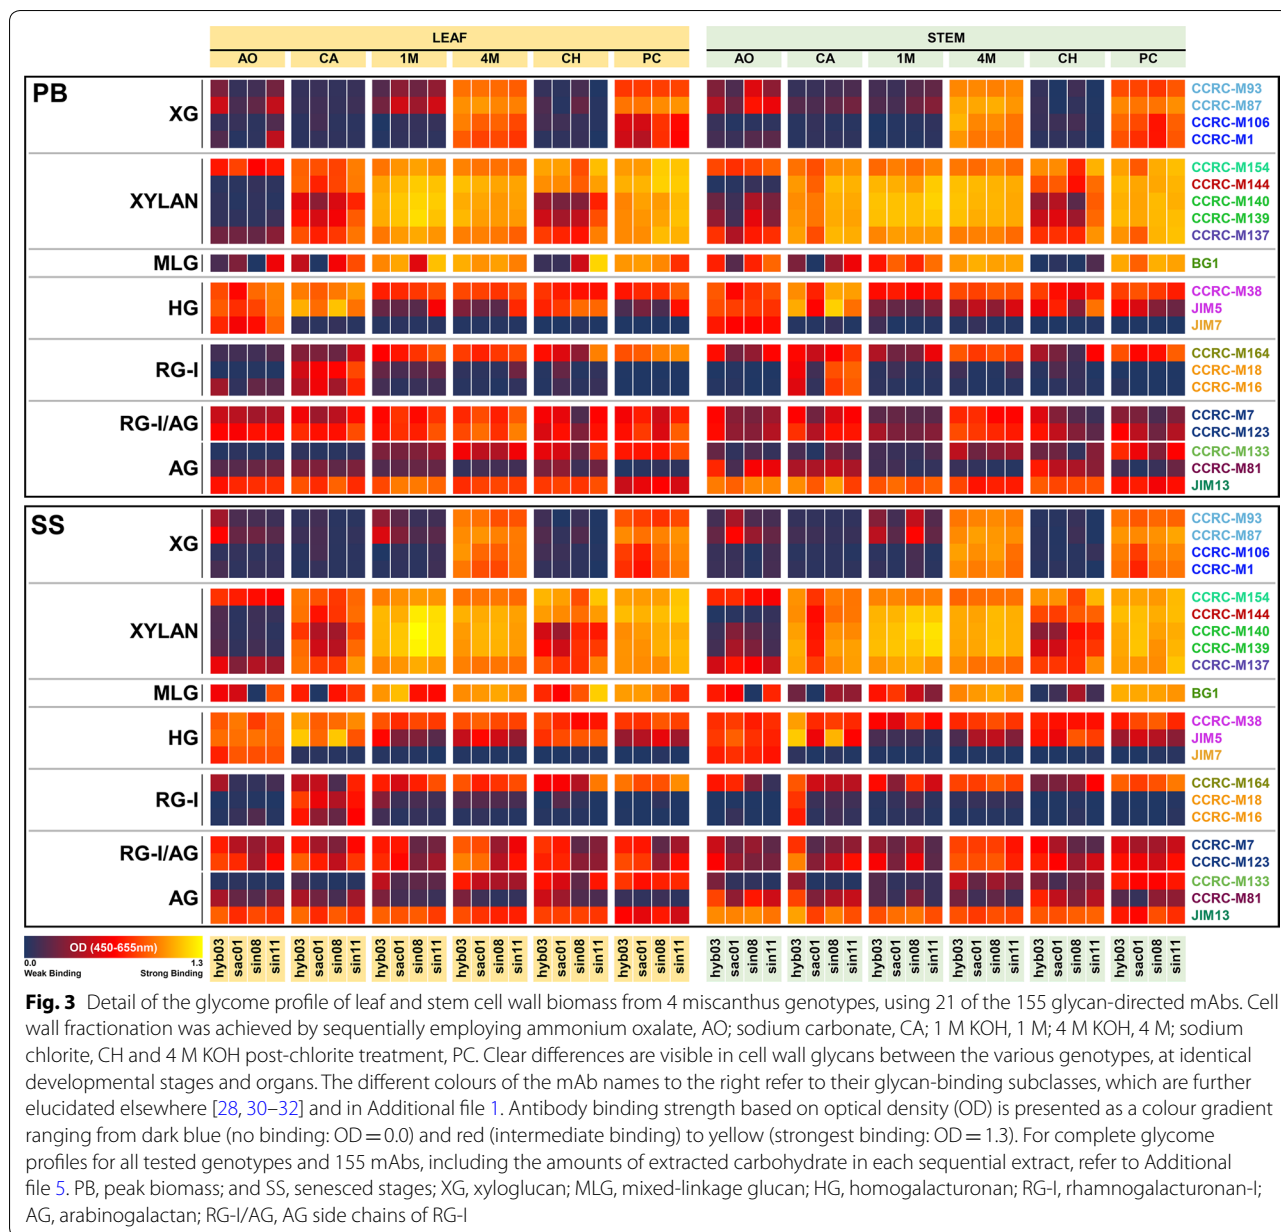 LEAF STEM
AO CA 1M 4M CH PC AO CA 1M 4M CH PC
PB
XG
CCRC-M93
CCRC-M87
CCRC-M106
CCRC-M1
XYLAN
CCRC-M154
CCRC-M144
CCRC-M140
CCRC-M139
CCRC-M137
MLG
BG1
HG
CCRC-M38
JIM5
JIM7
RG-I
CCRC-M164
CCRC-M18
CCRC-M16
RG-I/AG
CCRC-M7
CCRC-M123
AG
CCRC-M133
CCRC-M81
JIM13
SS
XG
CCRC-M93
CCRC-M87
CCRC-M106
CCRC-M1
XYLAN
CCRC-M154
CCRC-M144
CCRC-M140
CCRC-M139
CCRC-M137
MLG
BG1
HG
CCRC-M38
JIM5
JIM7
RG-I
CCRC-M164
CCRC-M18
CCRC-M16
RG-I/AG
CCRC-M7
CCRC-M123
AG
CCRC-M133
CCRC-M81
JIM13
OD (450-655nm)
0.0 1.3
Weak Binding Strong Binding
hyb03 sac01 sin08 sin11 hyb03 sac01 sin08 sin11 hyb03 sac01 sin08 sin11 hyb03 sac01 sin08 sin11 hyb03 sac01 sin08 sin11 hyb03 sac01 sin08 sin11 hyb03 sac01 sin08 sin11 hyb03 sac01 sin08 sin11 hyb03 sac01 sin08 sin11 hyb03 sac01 sin08 sin11 hyb03 sac01 sin08 sin11 hyb03 sac01 sin08 sin11
Fig. 3 Detail of the glycome profile of leaf and stem cell wall biomass from 4 miscanthus genotypes, using 21 of the 155 glycan-directed mAbs. Cell
wall fractionation was achieved by sequentially employing ammonium oxalate, AO; sodium carbonate, CA; 1 M KOH, 1 M; 4 M KOH, 4 M; sodium
chlorite, CH and 4 M KOH post-chlorite treatment, PC. Clear differences are visible in cell wall glycans between the various genotypes, at identical
developmental stages and organs. The different colours of the mAb names to the right refer to their glycan-binding subclasses, which are further
elucidated elsewhere [28, 30–32] and in Additional file 1. Antibody binding strength based on optical density (OD) is presented as a colour gradient
ranging from dark blue (no binding: OD = 0.0) and red (intermediate binding) to yellow (strongest binding: OD = 1.3). For complete glycome
profiles for all tested genotypes and 155 mAbs, including the amounts of extracted carbohydrate in each sequential extract, refer to Additional
file 5. PB, peak biomass; and SS, senesced stages; XG, xyloglucan; MLG, mixed-linkage glucan; HG, homogalacturonan; RG-I, rhamnogalacturonan-I;
AG, arabinogalactan; RG-I/AG, AG side chains of RG-I